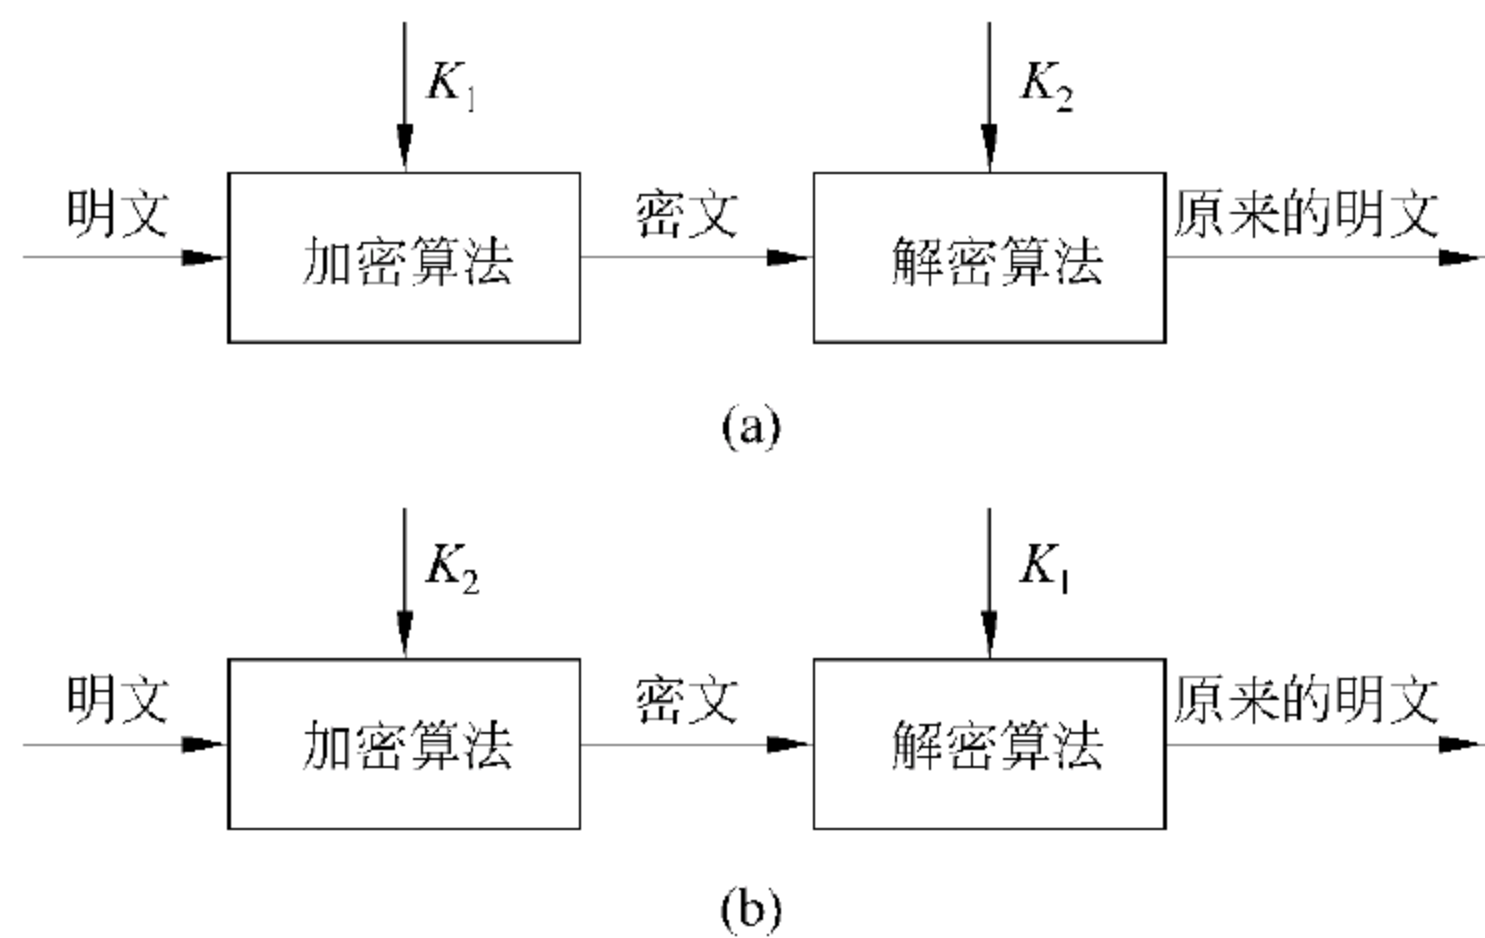 K₁ K₂
明文 密文 原来的明文
加密算法 解密算法
(a)
K₂ K₁
明文 密文 原来的明文
加密算法 解密算法
(b)